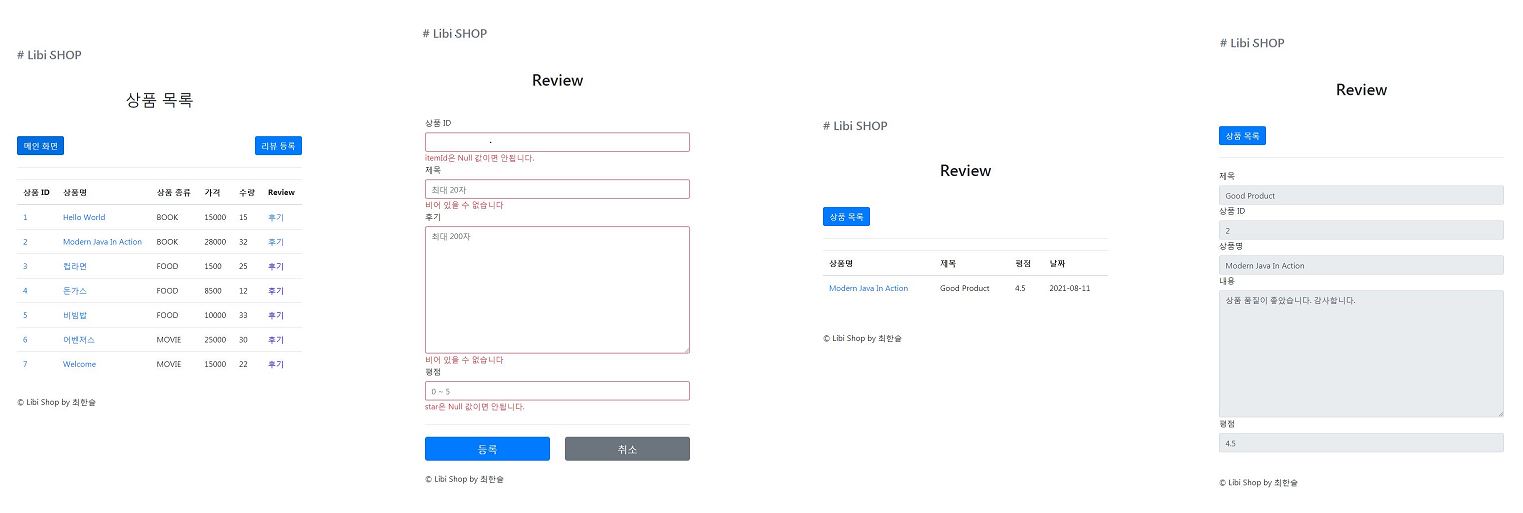 # Libi SHOP
상품 목록
메인 화면 리뷰 등록
상품 ID 상품명 상품 종류 가격 수량 Review
1 Hello World BOOK 15000 15 후기
2 Modern Java In Action BOOK 28000 32 후기
3 컵라면 FOOD 1500 25 후기
4 돈가스 FOOD 8500 12 후기
5 비빔밥 FOOD 10000 33 후기
6 어벤져스 MOVIE 25000 30 후기
7 Welcome MOVIE 15000 22 후기
© Libi Shop by 최한슬
# Libi SHOP
Review
상품 ID
itemId은 Null 값이면 안됩니다.
제목
최대 20자
비어 있을 수 없습니다
후기
최대 200자
비어 있을 수 없습니다
평점
0 ~ 5
star은 Null 값이면 안됩니다.
등록 취소
© Libi Shop by 최한슬
# Libi SHOP
Review
상품 목록
상품명 제목 평점 날짜
Modern Java In Action Good Product 4.5 2021-08-11
© Libi Shop by 최한슬
# Libi SHOP
Review
상품 목록
제목
Good Product
상품 ID
2
상품명
Modern Java In Action
내용
상품 품질이 좋았습니다. 감사합니다.
평점
4.5
© Libi Shop by 최한슬